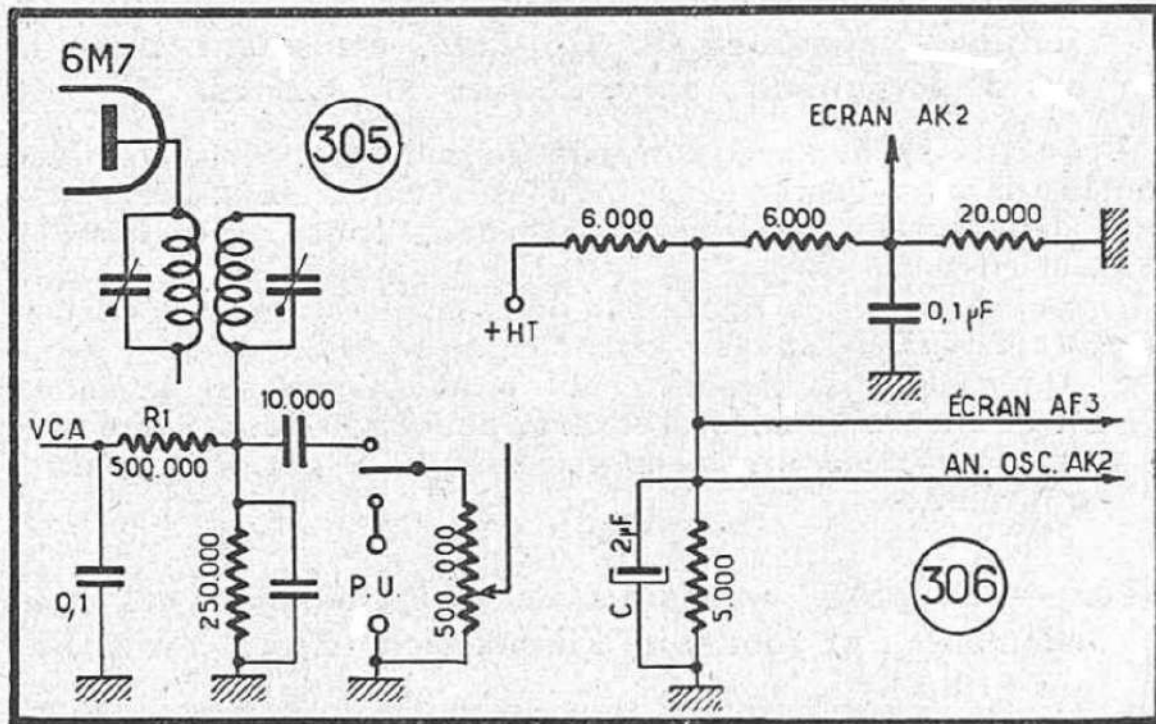 6M7
305
VCA
R1
500.000
10.000
0,1
250.000
P.U.
500.000
ECRAN AK2
6.000
6.000
20.000
+HT
0,1µF
ÉCRAN AF3
AN. OSC. AK2
2µF
C
5.000
306